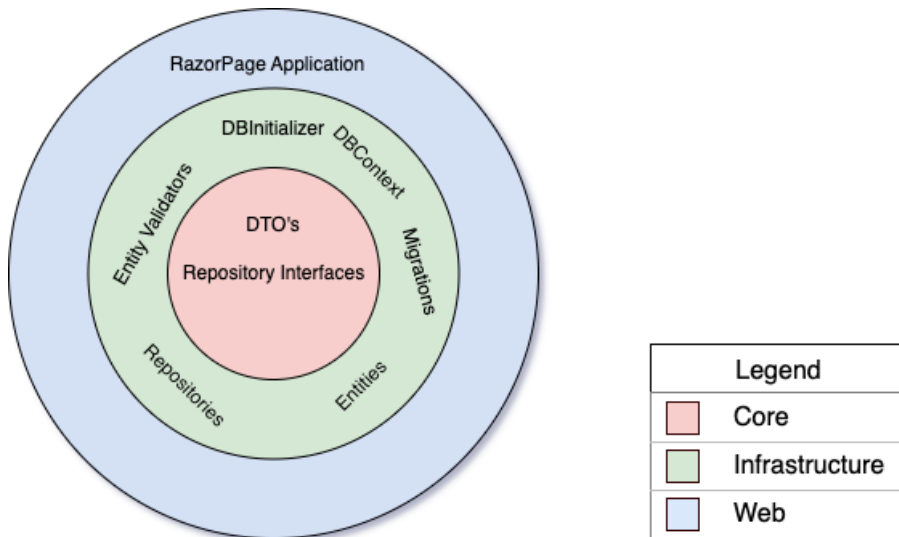 RazorPage Application
DBInitializer
DBContext
Entity Validators
DTO's
Repository Interfaces
Migrations
Repositories
Entities
Legend
Core
Infrastructure
Web